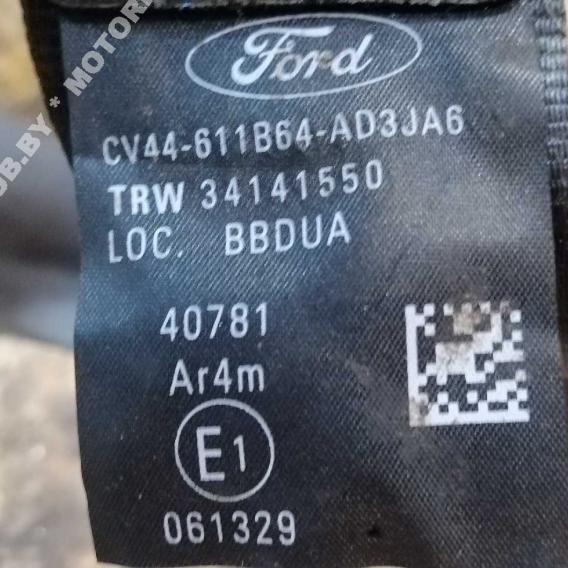 Ford
CV44-611B64-AD3JA6
TRW 34141550
LOC. BBDUA
40781
Ar4m
E1
061329